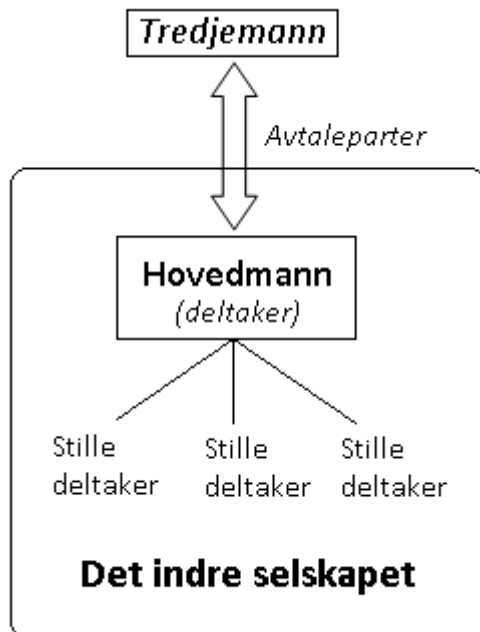 Tredjemann
Avtaleparter
Hovedmann
(deltaker)
Stille
deltaker
Stille
deltaker
Stille
deltaker
Det indre selskapet